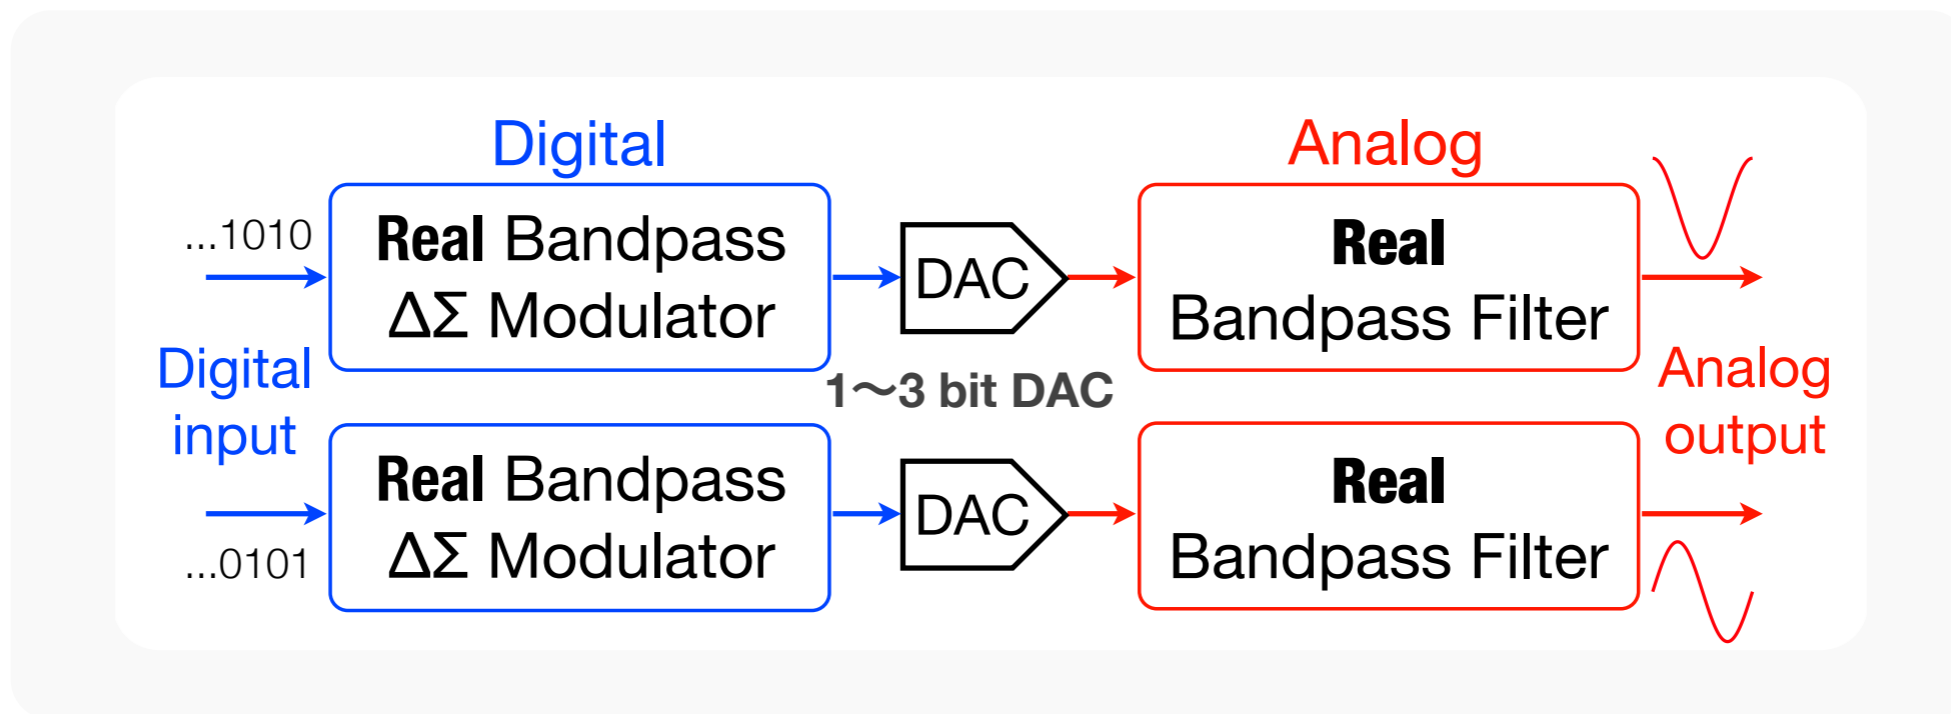 Digital
Analog
...1010
Real Bandpass
ΔΣ Modulator
DAC
Real
Bandpass Filter
Digital
input
1〜3 bit DAC
Analog
output
Real Bandpass
ΔΣ Modulator
...0101
DAC
Real
Bandpass Filter